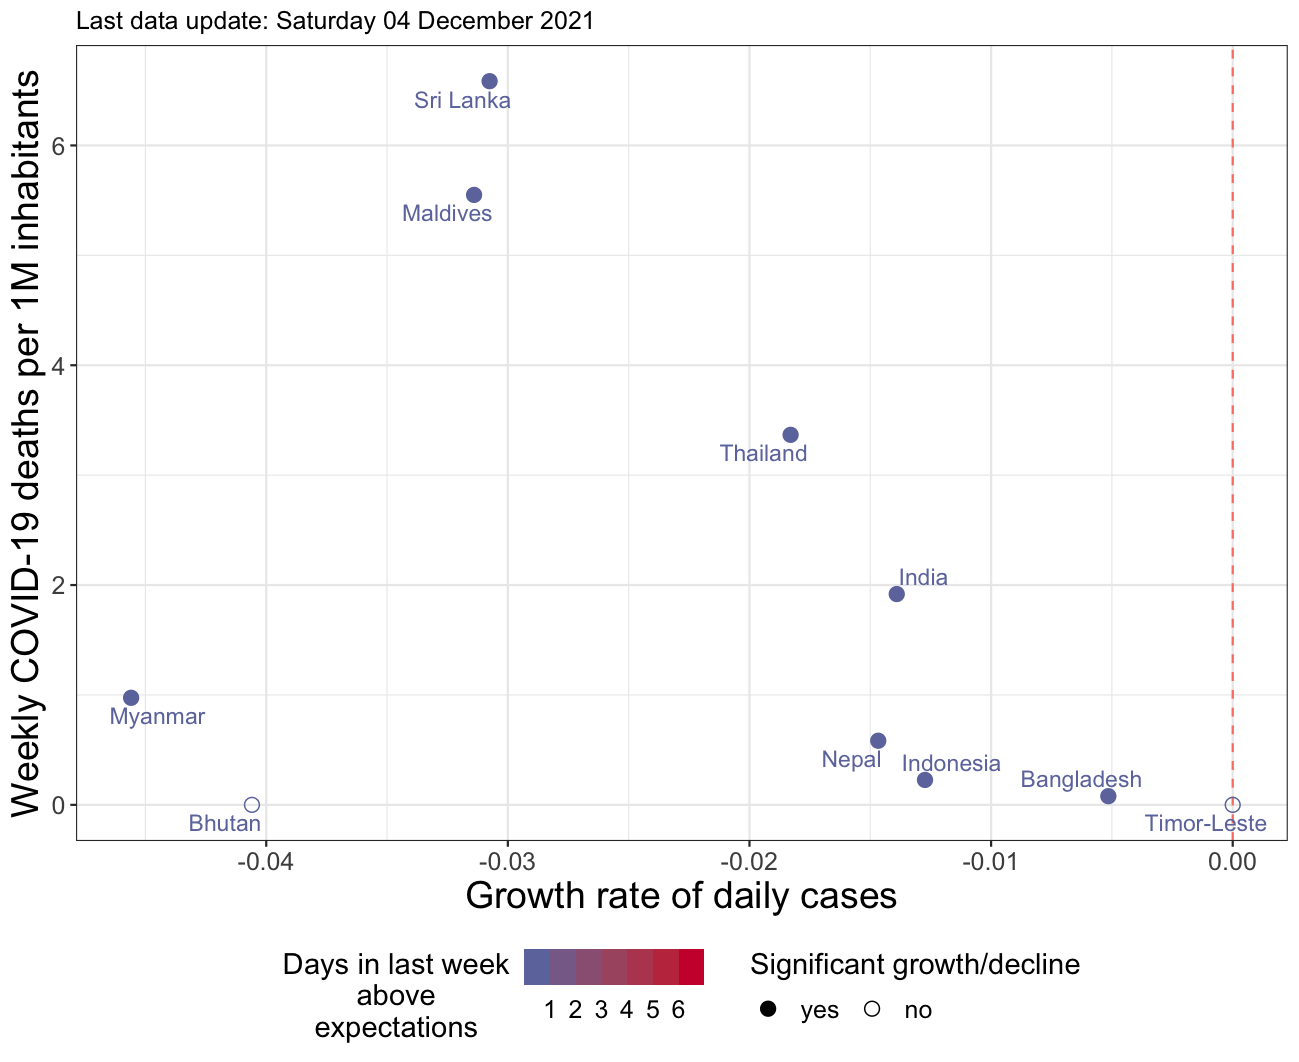 Last data update: Saturday 04 December 2021
Weekly COVID-19 deaths per 1M inhabitants
6
4
2
0
Sri Lanka
Maldives
Thailand
India
Myanmar
Nepal
Indonesia
Bangladesh
Bhutan
Timor-Leste
-0.04 -0.03 -0.02 -0.01 0.00
Growth rate of daily cases
Days in last week
above
expectations
1 2 3 4 5 6
Significant growth/decline
yes no